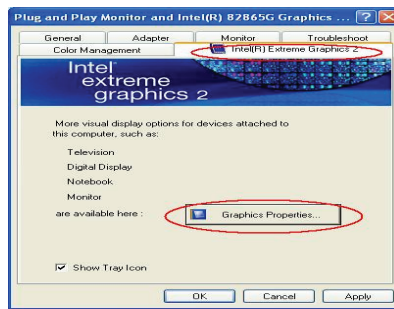 Plug and Play Monitor and Intel(R) 82865G Graphics ...
General Adapter Monitor Troubleshoot
Color Management Intel(R) Extreme Graphics 2
Intel®
extreme
graphics 2
More visual display options for devices attached to
this computer, such as:
Television
Digital Display
Notebook
Monitor
are available here :
Graphics Properties...
Show Tray Icon
OK Cancel Apply